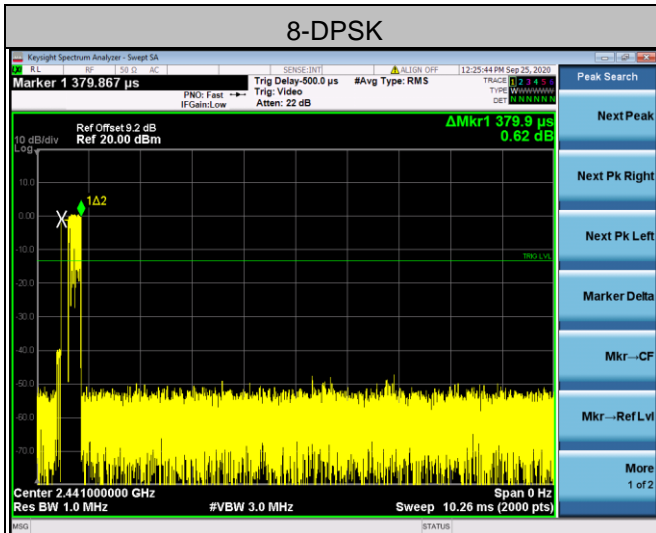 8-DPSK
Keysight Spectrum Analyzer - Swept SA
RL RF 50 Ω AC SENSE:INT ALIGN OFF 12:25:44 PM Sep 25, 2020
Marker 1 379.867 µs
PNO: Fast
IFGain:Low
Trig Delay-500.0 µs
Trig: Video
Atten: 22 dB
#Avg Type: RMS
TRACE 1 2 3 4 5 6
TYPE WWWWWW
DET N N N N N N
Peak Search
Next Peak
Next Pk Right
Next Pk Left
Marker Delta
Mkr→CF
Mkr→Ref Lvl
More
1 of 2
ΔMkr1 379.9 µs
0.62 dB
Ref Offset 9.2 dB
10 dB/div Ref 20.00 dBm
Log
10.0
1Δ2
0.00
X
-10.0
TRIG LVL
-20.0
-30.0
-40.0
-50.0
-60.0
-70.0
Center 2.441000000 GHz Span 0 Hz
Res BW 1.0 MHz #VBW 3.0 MHz Sweep 10.26 ms (2000 pts)
MSG STATUS